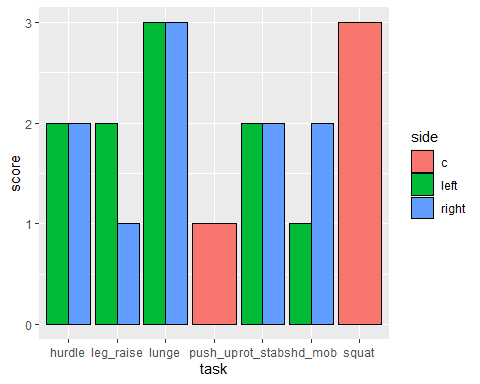 3
2
1
0
score
hurdle leg_raise lunge push_up rot_stab shd_mob squat
task
side
c
left
right